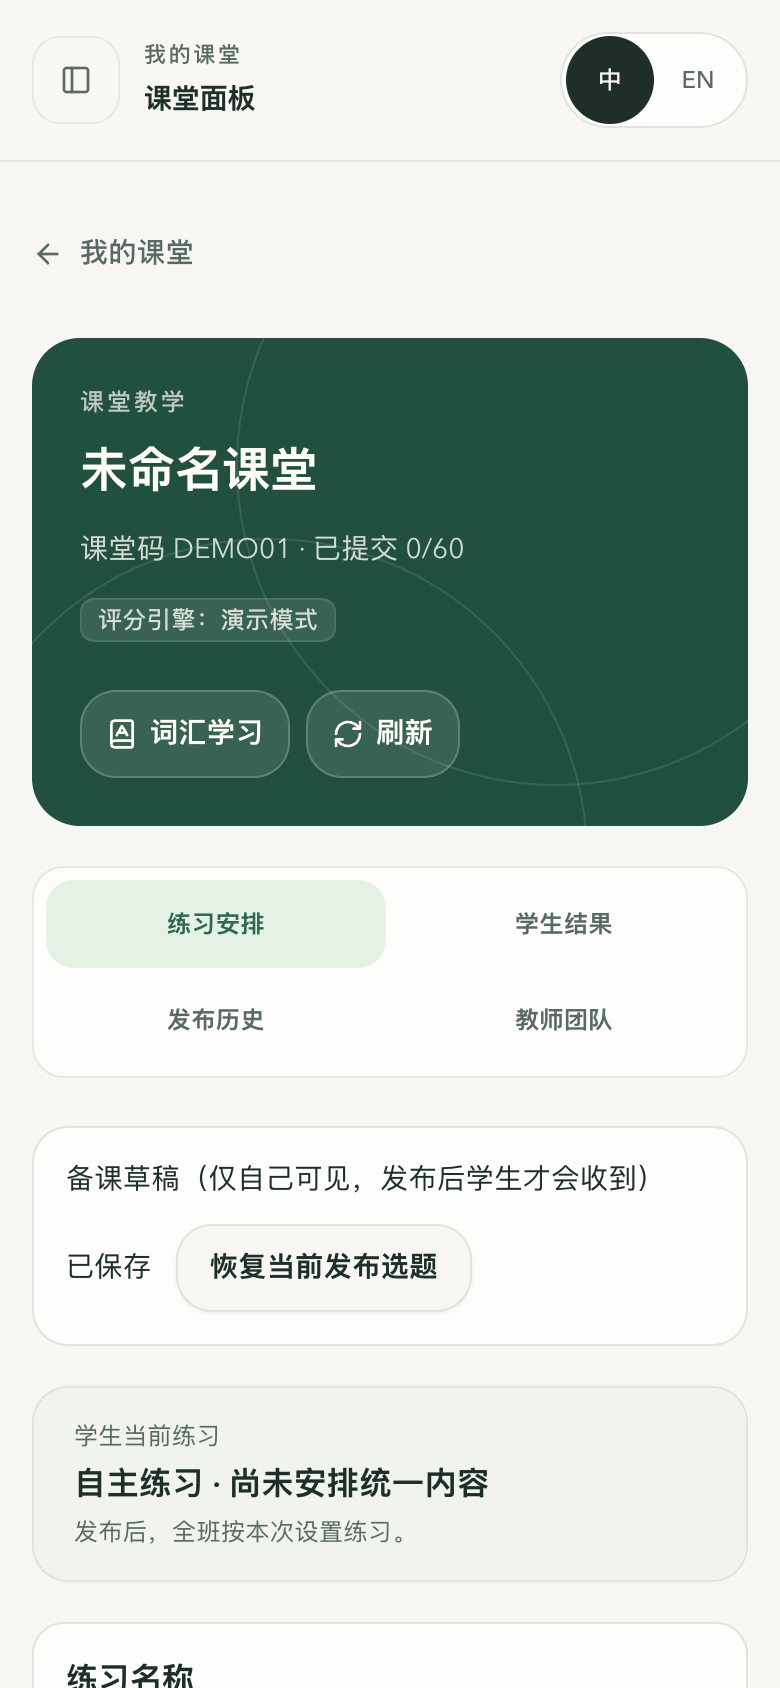 我的课堂
课堂面板
中 EN
我的课堂
课堂教学
未命名课堂
课堂码 DEMO01 · 已提交 0/60
评分引擎：演示模式
词汇学习 刷新
练习安排 学生结果
发布历史 教师团队
备课草稿（仅自己可见，发布后学生才会收到）
已保存 恢复当前发布选题
学生当前练习
自主练习 · 尚未安排统一内容
发布后，全班按本次设置练习。
练习名称